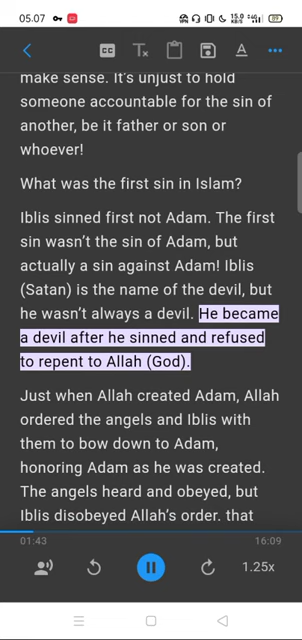 05.07
15.0
KB/S
89
CC
make sense. It's unjust to hold
someone accountable for the sin of
another, be it father or son or
whoever!
What was the first sin in Islam?
Iblis sinned first not Adam. The first
sin wasn't the sin of Adam, but
actually a sin against Adam! Iblis
(Satan) is the name of the devil, but
he wasn't always a devil. He became
a devil after he sinned and refused
to repent to Allah (God).
Just when Allah created Adam, Allah
ordered the angels and Iblis with
them to bow down to Adam,
honoring Adam as he was created.
The angels heard and obeyed, but
Iblis disobeyed Allah's order. that
01:43
16:09
1.25x